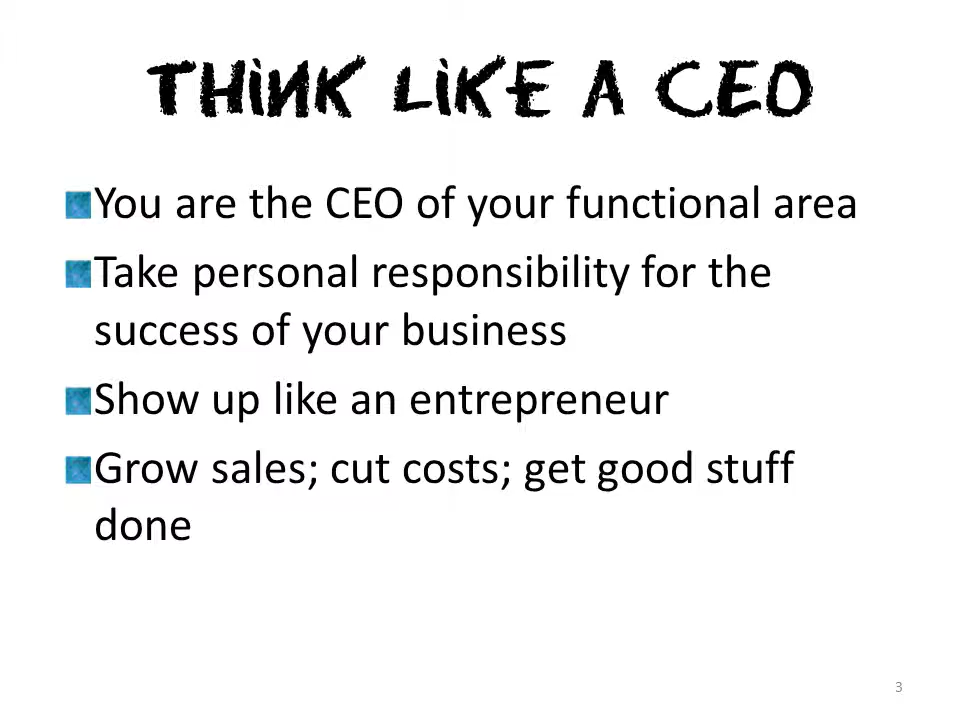 THiNK LiKE A CEO
You are the CEO of your functional area
Take personal responsibility for the
success of your business
Show up like an entrepreneur
Grow sales; cut costs; get good stuff
done
3